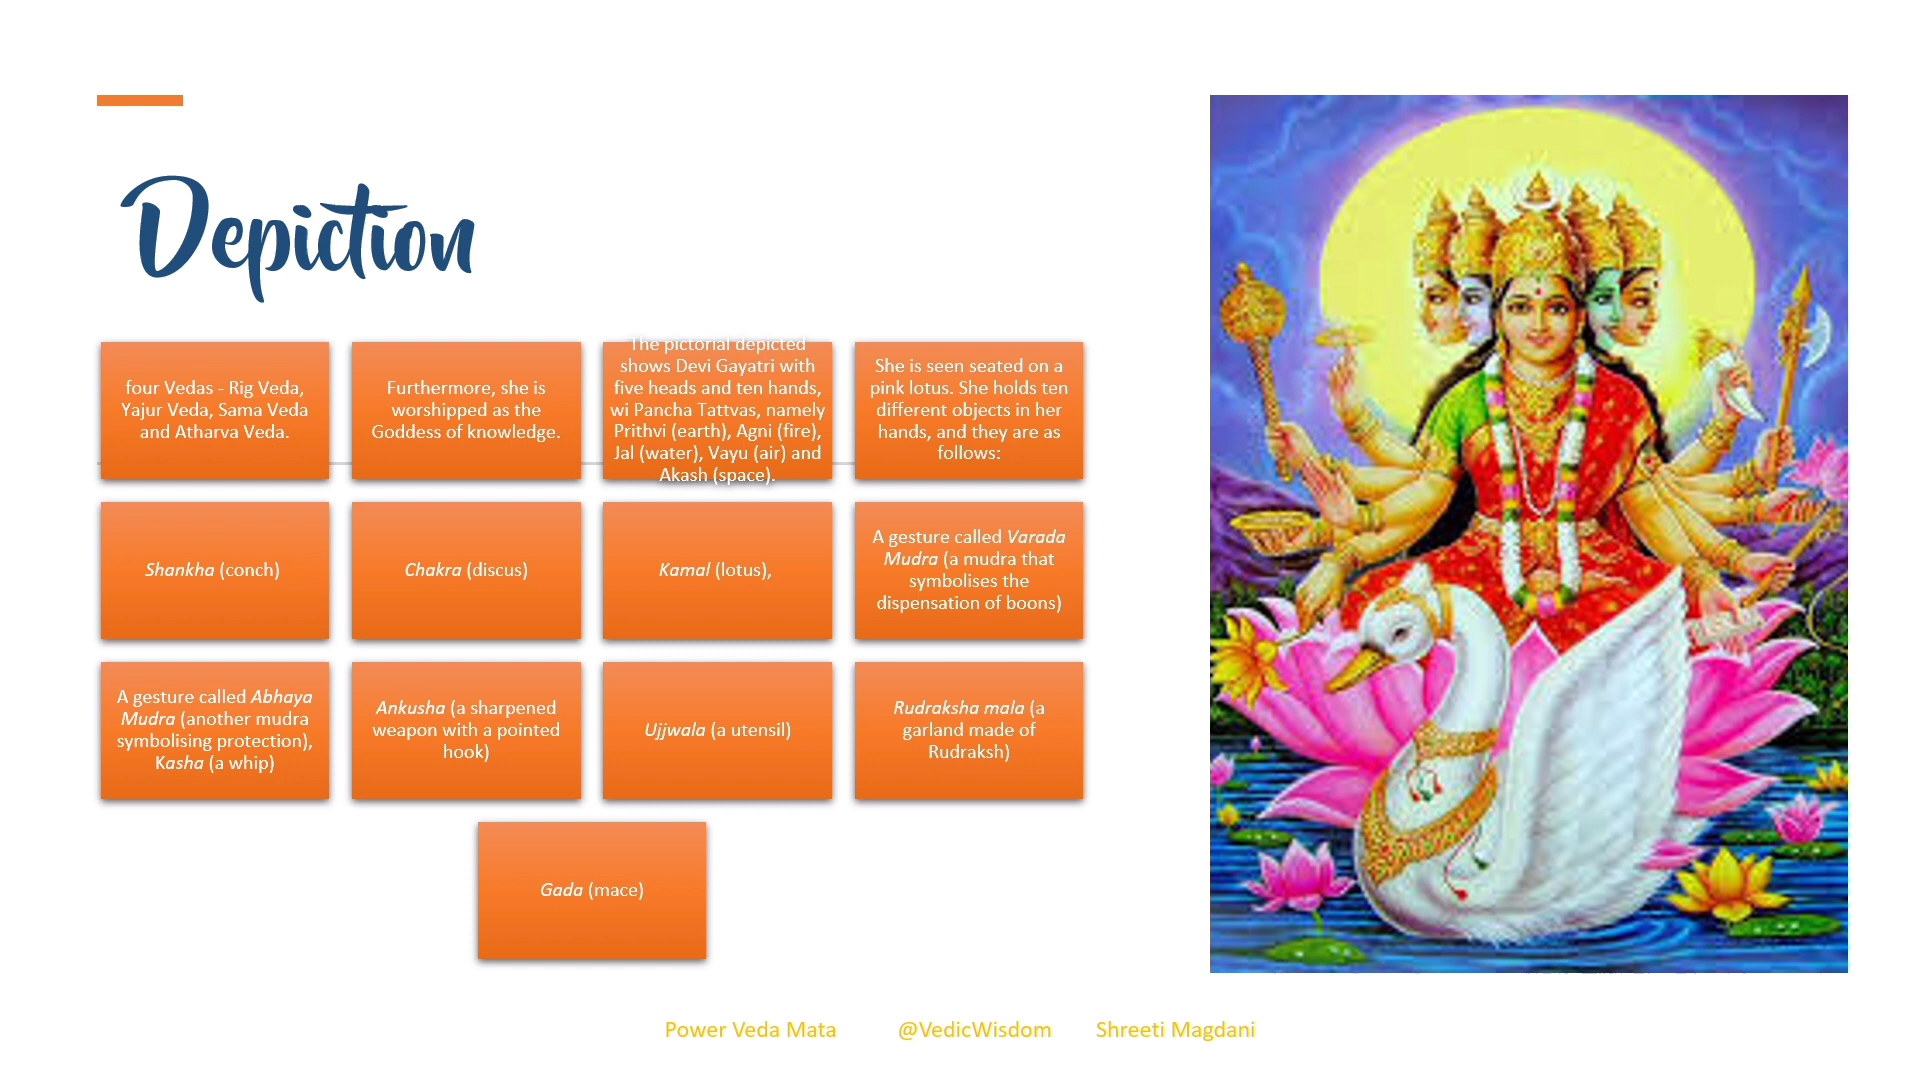 Depiction
four Vedas - Rig Veda,
Yajur Veda, Sama Veda
and Atharva Veda.
Furthermore, she is
worshipped as the
Goddess of knowledge.
The pictorial depicted
shows Devi Gayatri with
five heads and ten hands,
wi Pancha Tattvas, namely
Prithvi (earth), Agni (fire),
Jal (water), Vayu (air) and
Akash (space).
She is seen seated on a
pink lotus. She holds ten
different objects in her
hands, and they are as
follows:
Shankha (conch)
Chakra (discus)
Kamal (lotus),
A gesture called Varada
Mudra (a mudra that
symbolises the
dispensation of boons)
A gesture called Abhaya
Mudra (another mudra
symbolising protection),
Kasha (a whip)
Ankusha (a sharpened
weapon with a pointed
hook)
Ujjwala (a utensil)
Rudraksha mala (a
garland made of
Rudraksh)
Gada (mace)
Power Veda Mata @VedicWisdom Shreeti Magdani